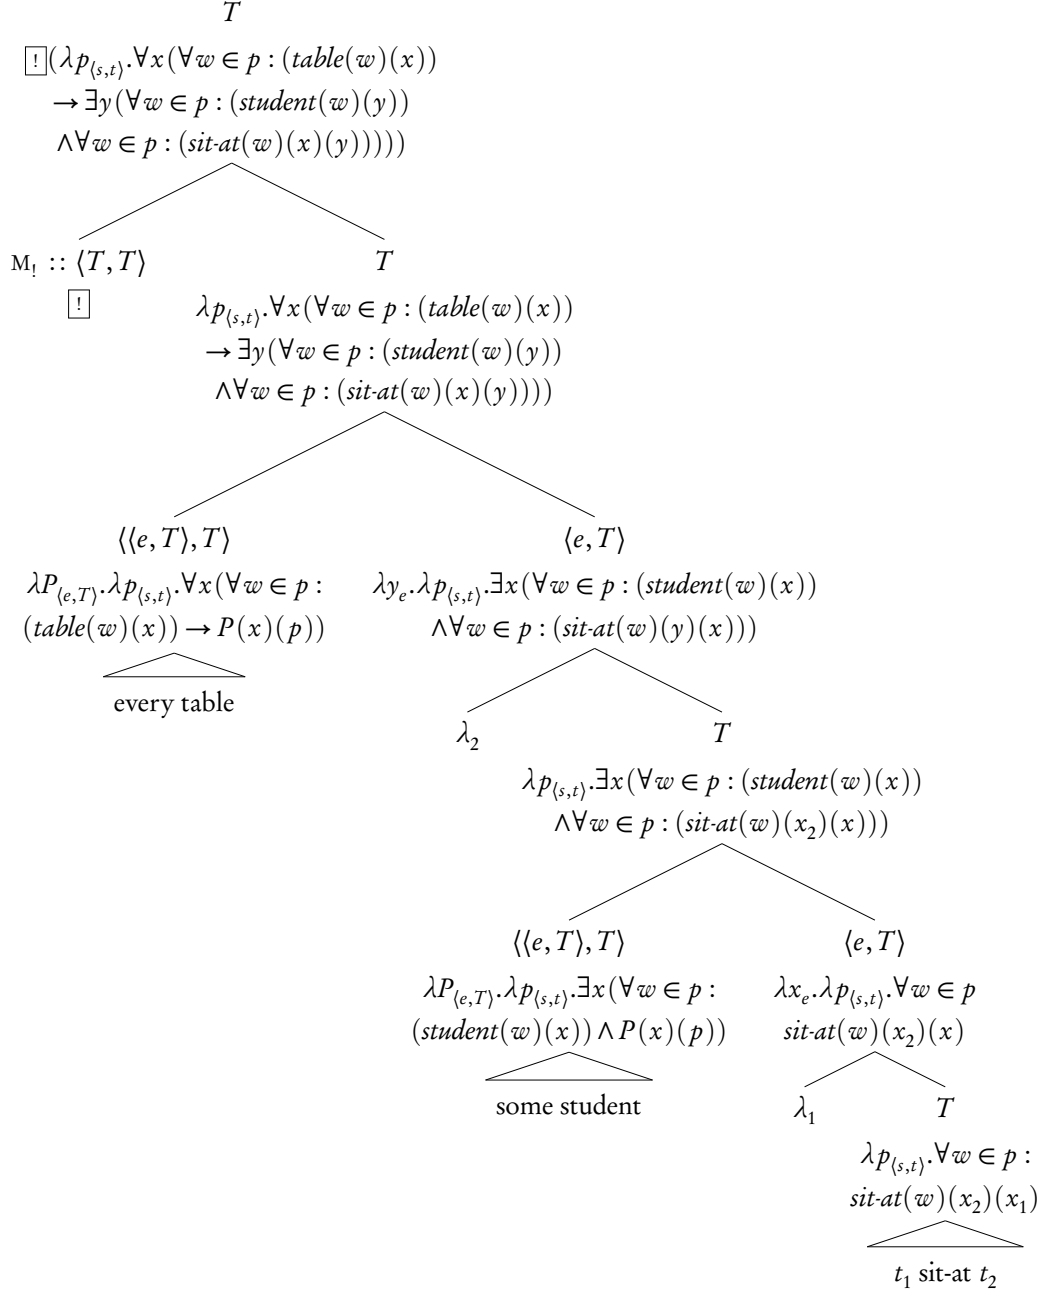 T
!(λp⟨s,t⟩.∀x(∀w ∈ p : (table(w)(x))
→ ∃y(∀w ∈ p : (student(w)(y))
∧∀w ∈ p : (sit-at(w)(x)(y)))))
M! :: ⟨T, T⟩
T
!
λp⟨s,t⟩.∀x(∀w ∈ p : (table(w)(x))
→ ∃y(∀w ∈ p : (student(w)(y))
∧∀w ∈ p : (sit-at(w)(x)(y))))
⟨⟨e, T⟩, T⟩
λP⟨e,T⟩.λp⟨s,t⟩.∀x(∀w ∈ p :
(table(w)(x)) → P(x)(p))
every table
⟨e, T⟩
λyₑ.λp⟨s,t⟩.∃x(∀w ∈ p : (student(w)(x))
∧∀w ∈ p : (sit-at(w)(y)(x)))
λ₂
T
λp⟨s,t⟩.∃x(∀w ∈ p : (student(w)(x))
∧∀w ∈ p : (sit-at(w)(x₂)(x)))
⟨⟨e, T⟩, T⟩
λP⟨e,T⟩.λp⟨s,t⟩.∃x(∀w ∈ p :
(student(w)(x)) ∧ P(x)(p))
some student
⟨e, T⟩
λxₑ.λp⟨s,t⟩.∀w ∈ p
sit-at(w)(x₂)(x)
λ₁
T
λp⟨s,t⟩.∀w ∈ p :
sit-at(w)(x₂)(x₁)
t₁ sit-at t₂